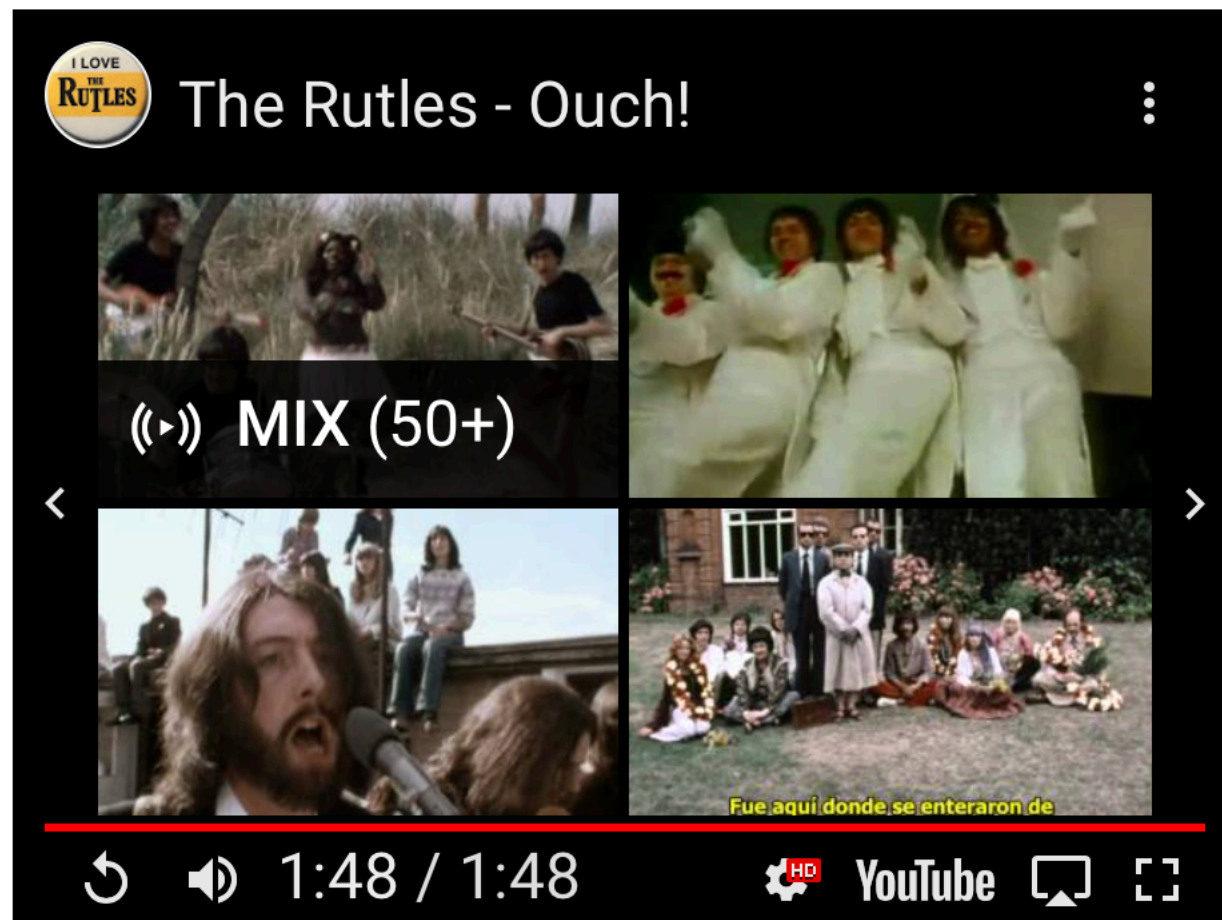 I LOVE
THE
RUTLES
The Rutles - Ouch!
MIX (50+)
Fue aquí donde se enteraron de
1:48 / 1:48
HD
YouTube